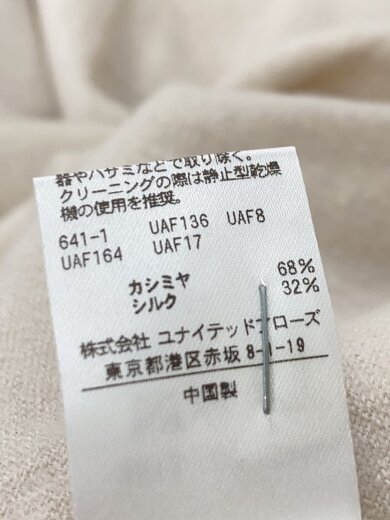 器やハサミなどで取り除く。
クリーニングの際は静止型乾燥
機の使用を推奨。
641-1 UAF136 UAF8
UAF164 UAF17
カシミヤ 68%
シルク 32%
株式会社 ユナイテッドアローズ
東京都港区赤坂 8-1-19
中国製